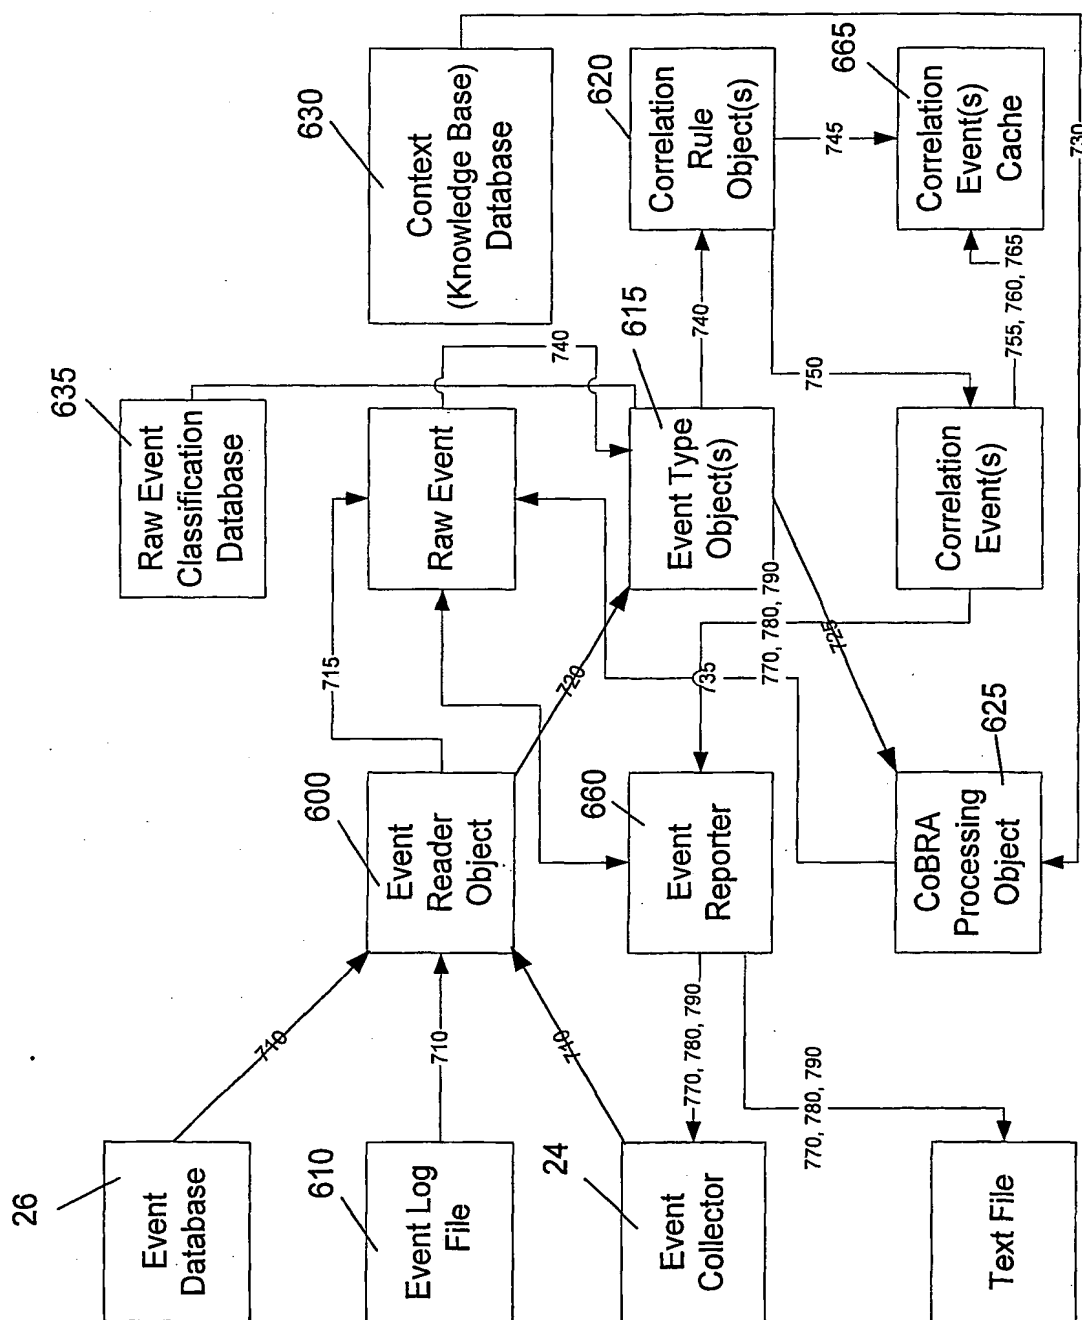 26
Event
Database
635
Raw Event
Classification
Database
710
610
Event Log
File
710
600
Event
Reader
Object
715
Raw Event
630
Context
(Knowledge Base)
Database
710
720
740
24
Event
Collector
770, 780, 790
660
Event
Reporter
735
770, 780, 790
615
Event Type
Object(s)
740
620
Correlation
Rule
Object(s)
770, 780, 790
725
750
745
Text File
625
CoBRA
Processing
Object
Correlation
Event(s)
755, 760, 765
665
Correlation
Event(s)
Cache
730